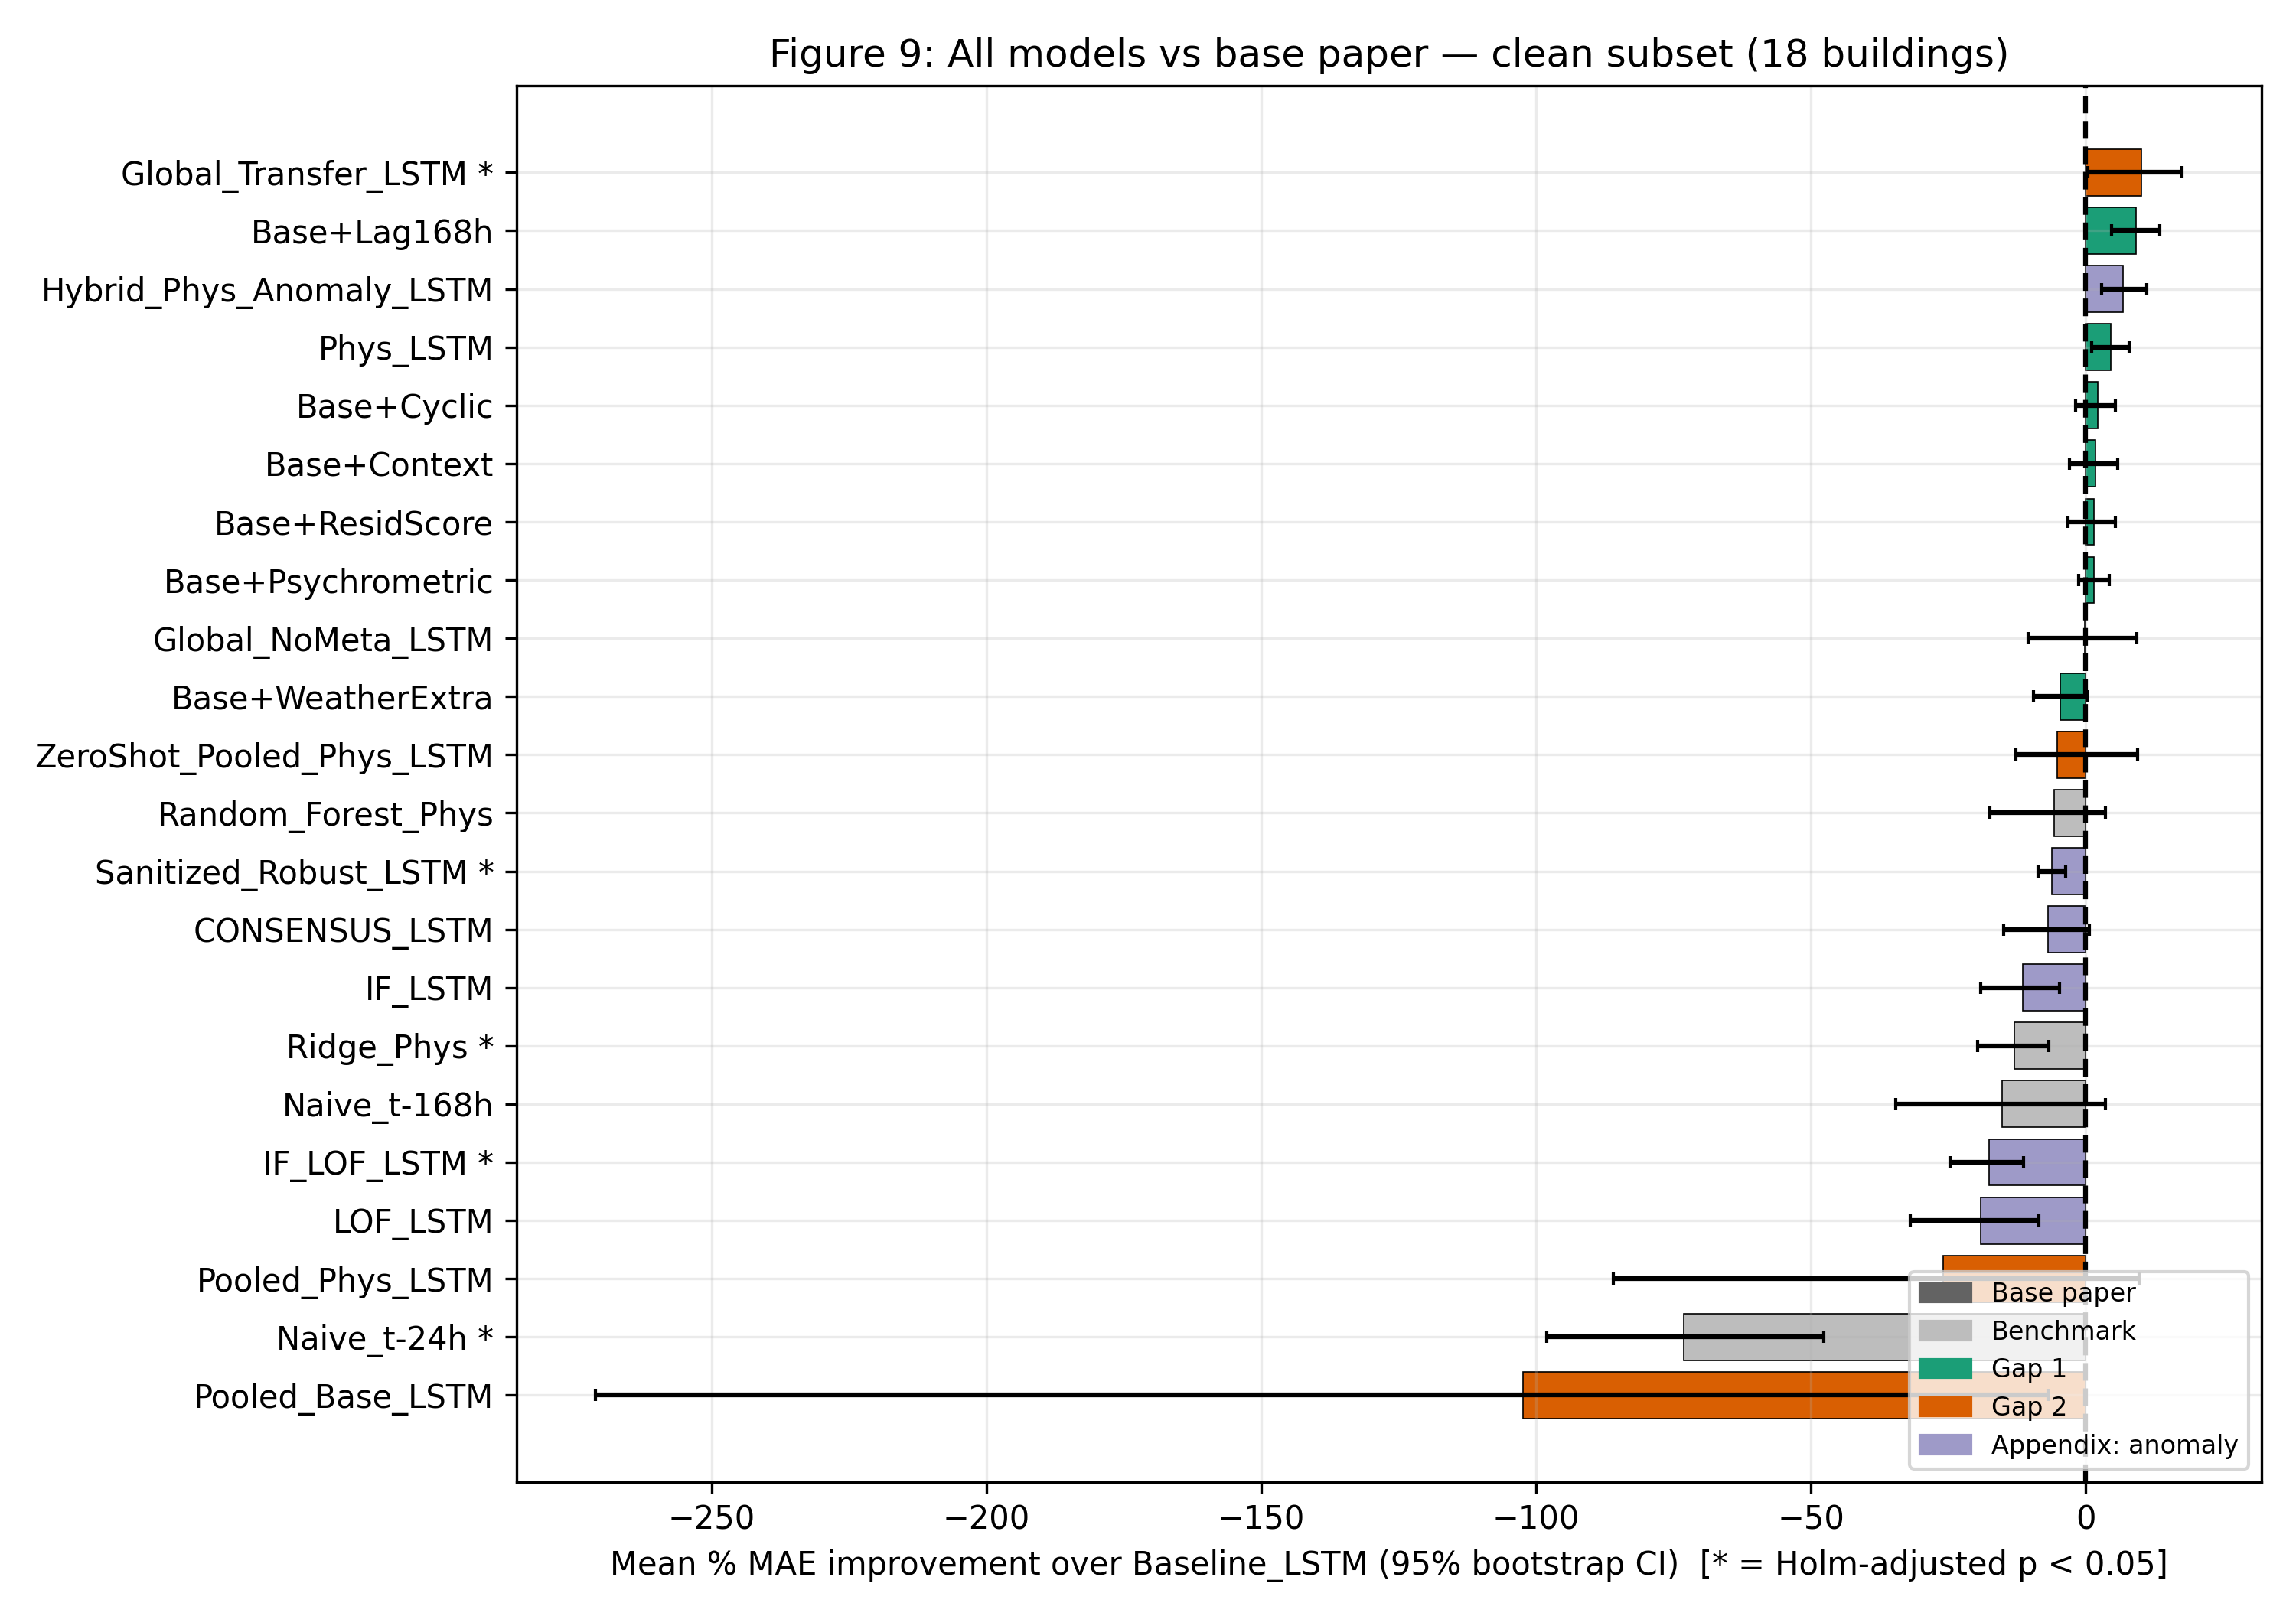 Figure 9: All models vs base paper — clean subset (18 buildings)
Global_Transfer_LSTM *
Base+Lag168h
Hybrid_Phys_Anomaly_LSTM
Phys_LSTM
Base+Cyclic
Base+Context
Base+ResidScore
Base+Psychrometric
Global_NoMeta_LSTM
Base+WeatherExtra
ZeroShot_Pooled_Phys_LSTM
Random_Forest_Phys
Sanitized_Robust_LSTM *
CONSENSUS_LSTM
IF_LSTM
Ridge_Phys *
Naive_t-168h
IF_LOF_LSTM *
LOF_LSTM
Pooled_Phys_LSTM
Naive_t-24h *
Pooled_Base_LSTM
Base paper
Benchmark
Gap 1
Gap 2
Appendix: anomaly
−250 −200 −150 −100 −50 0
Mean % MAE improvement over Baseline_LSTM (95% bootstrap CI) [* = Holm-adjusted p < 0.05]